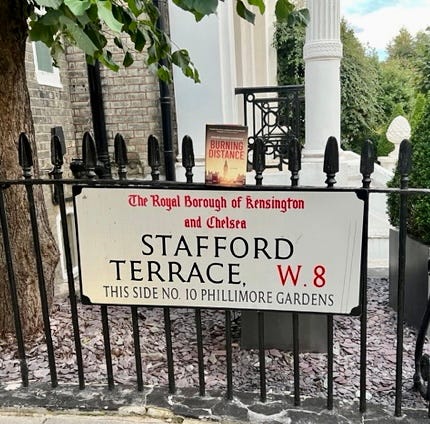 BURNING
DISTANCE
The Royal Borough of Kensington
and Chelsea
STAFFORD
TERRACE, W.8
THIS SIDE NO. 10 PHILLIMORE GARDENS